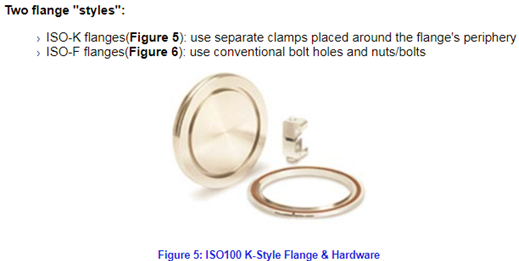 Two flange "styles":
› ISO-K flanges(Figure 5): use separate clamps placed around the flange's periphery
› ISO-F flanges(Figure 6): use conventional bolt holes and nuts/bolts
Figure 5: ISO100 K-Style Flange & Hardware